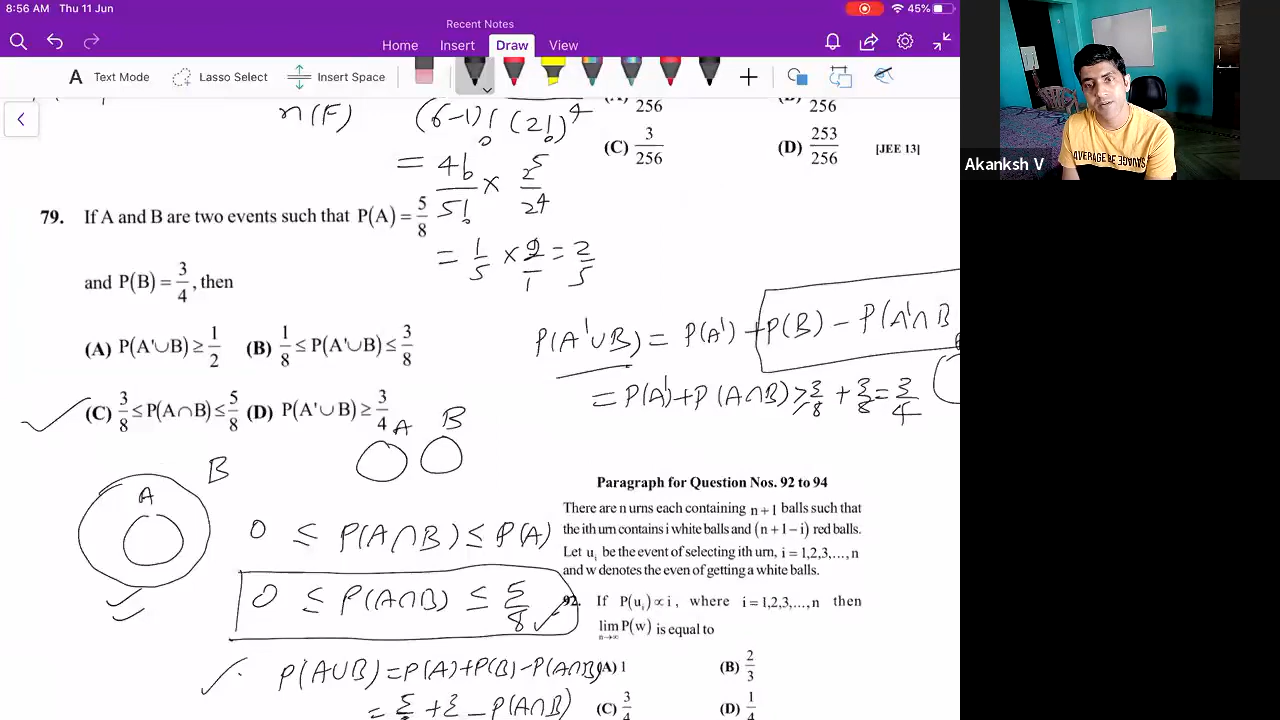 8:56 AM Thu 11 Jun
45%
Recent Notes
Home Insert Draw View
A Text Mode Lasso Select Insert Space
n(F) (6-1)! (2!)^4
= 4b/5! × 2^5/2^4
= 1/5 × 2/1 = 2/5
256
256
(C) 3/256 (D) 253/256 [JEE 13]
79. If A and B are two events such that P(A) = 5/8
and P(B) = 3/4, then
(A) P(A'∪B) ≥ 1/2 (B) 1/8 ≤ P(A'∪B) ≤ 3/8
(C) 3/8 ≤ P(A∩B) ≤ 5/8 (D) P(A'∪B) ≥ 3/4
A B
B
A
0 ≤ P(A∩B) ≤ P(A)
0 ≤ P(A∩B) ≤ 5/8
P(AUB) = P(A)+P(B)-P(A∩B)
= 5/ + 3 - P(A∩B)
P(A'UB) = P(A') + P(B) - P(A'∩B
= P(A')+P(A∩B) ≥ 3/8 + 3/8 = 3/4
Paragraph for Question Nos. 92 to 94
There are n urns each containing n+1 balls such that
the ith urn contains i white balls and (n+1−i) red balls.
Let u_i be the event of selecting ith urn, i = 1,2,3,...,n
and w denotes the even of getting a white balls.
92. If P(u_i) ∝ i, where i = 1,2,3,...,n then
lim n→∞ P(w) is equal to
(A) 1 (B) 2/3
(C) 3/4 (D) 1/4
Akanksh V